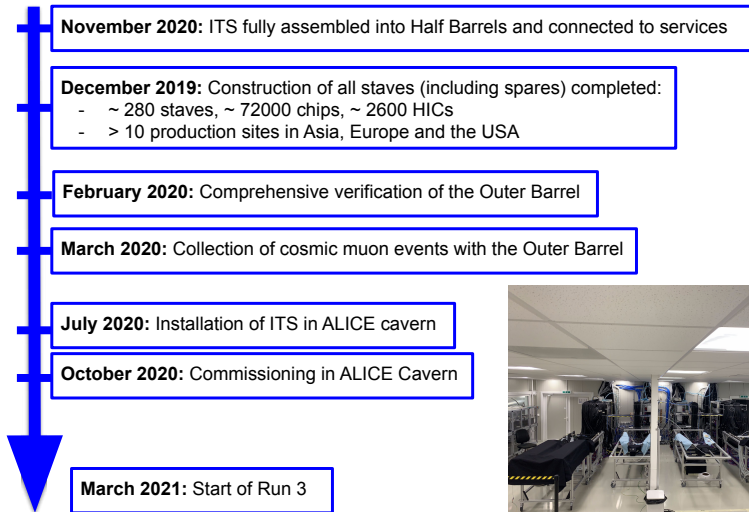 November 2020: ITS fully assembled into Half Barrels and connected to services
December 2019: Construction of all staves (including spares) completed:
- ~ 280 staves, ~ 72000 chips, ~ 2600 HICs
- > 10 production sites in Asia, Europe and the USA
February 2020: Comprehensive verification of the Outer Barrel
March 2020: Collection of cosmic muon events with the Outer Barrel
July 2020: Installation of ITS in ALICE cavern
October 2020: Commissioning in ALICE Cavern
March 2021: Start of Run 3